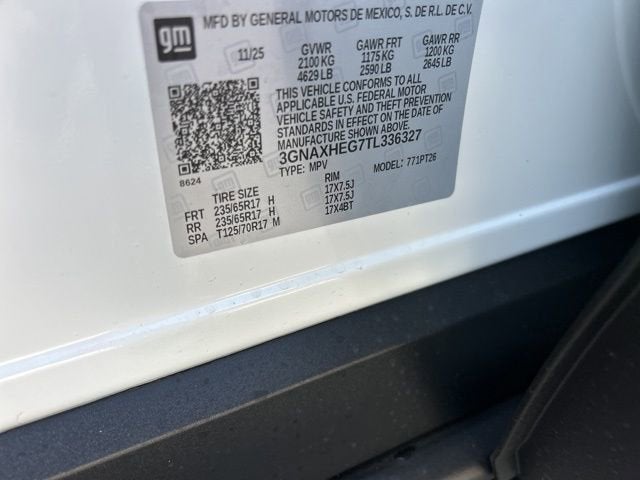 gm
MFD BY GENERAL MOTORS DE MEXICO, S. DE R.L. DE C.V.
11/25 GVWR GAWR FRT GAWR RR
2100 KG 1175 KG 1200 KG
4629 LB 2590 LB 2645 LB
THIS VEHICLE CONFORMS TO ALL
APPLICABLE U.S. FEDERAL MOTOR
VEHICLE SAFETY AND THEFT PREVENTION
STANDARDS IN EFFECT ON THE DATE OF
MANUFACTURE SHOWN ABOVE.
3GNAXHEG7TL336327
8624 TYPE: MPV MODEL: 771PT26
TIRE SIZE RIM
FRT 235/65R17 H 17X7.5J
RR 235/65R17 H 17X7.5J
SPA T125/70R17 M 17X4BT